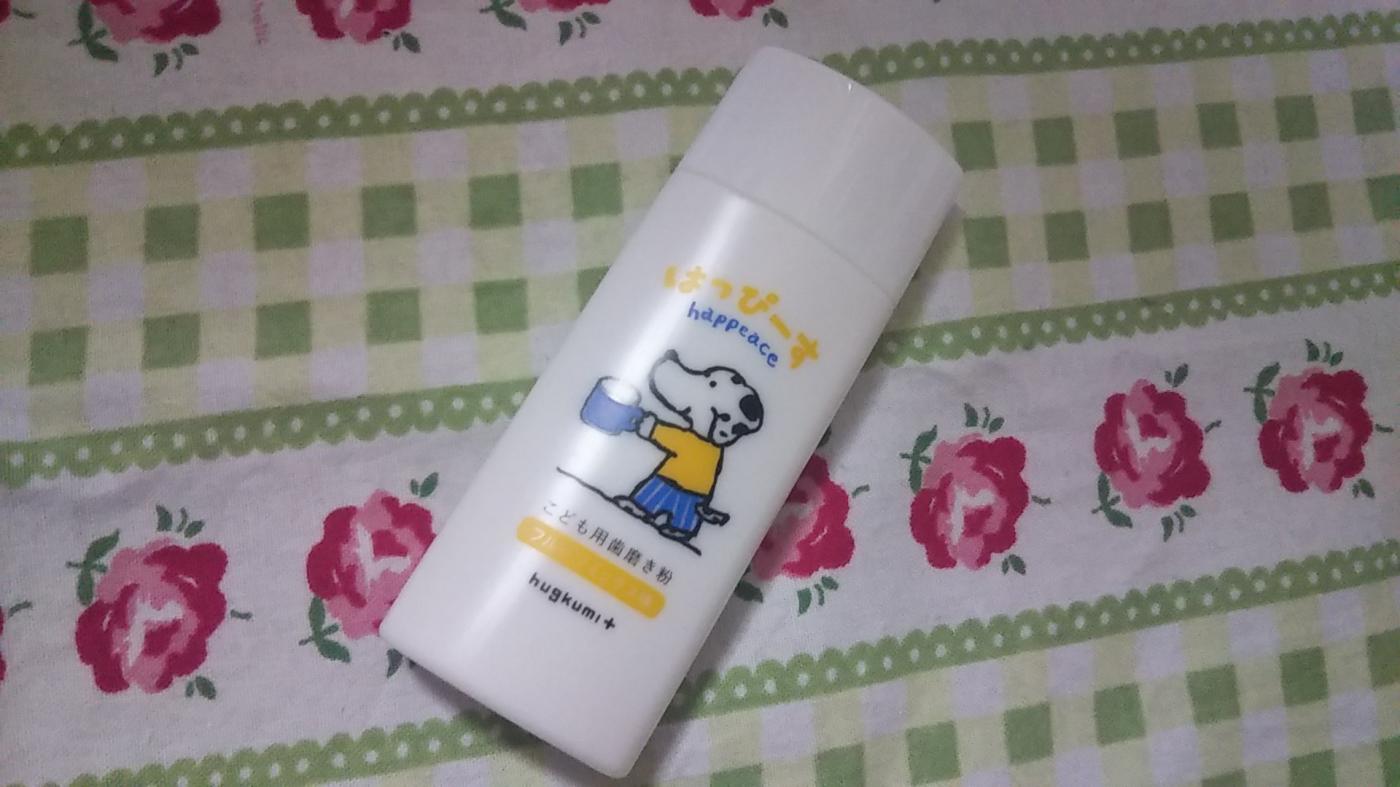 はっぴーす
happeace
こども用歯磨き粉
hugkumi+